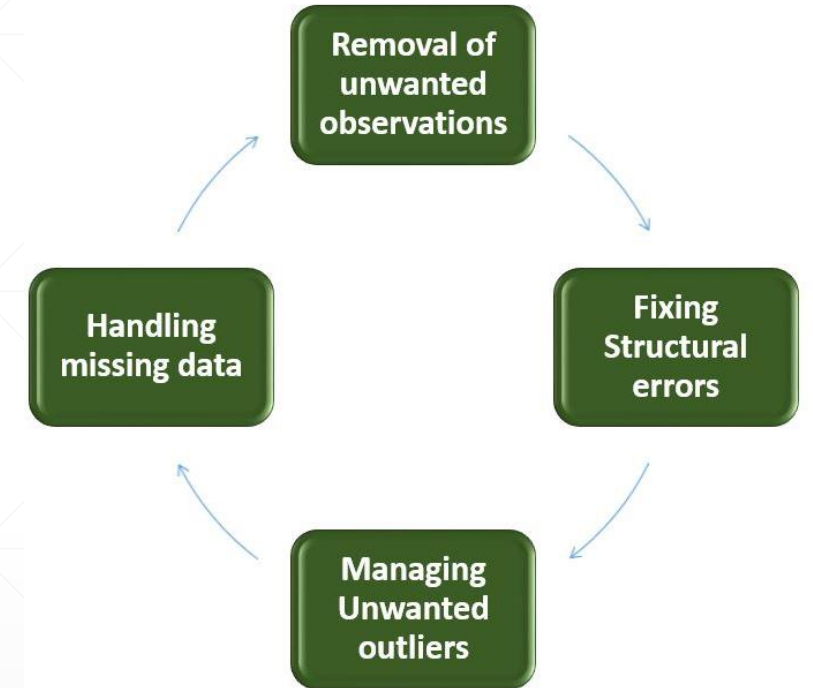 Removal of
unwanted
observations
Fixing
Structural
errors
Managing
Unwanted
outliers
Handling
missing data